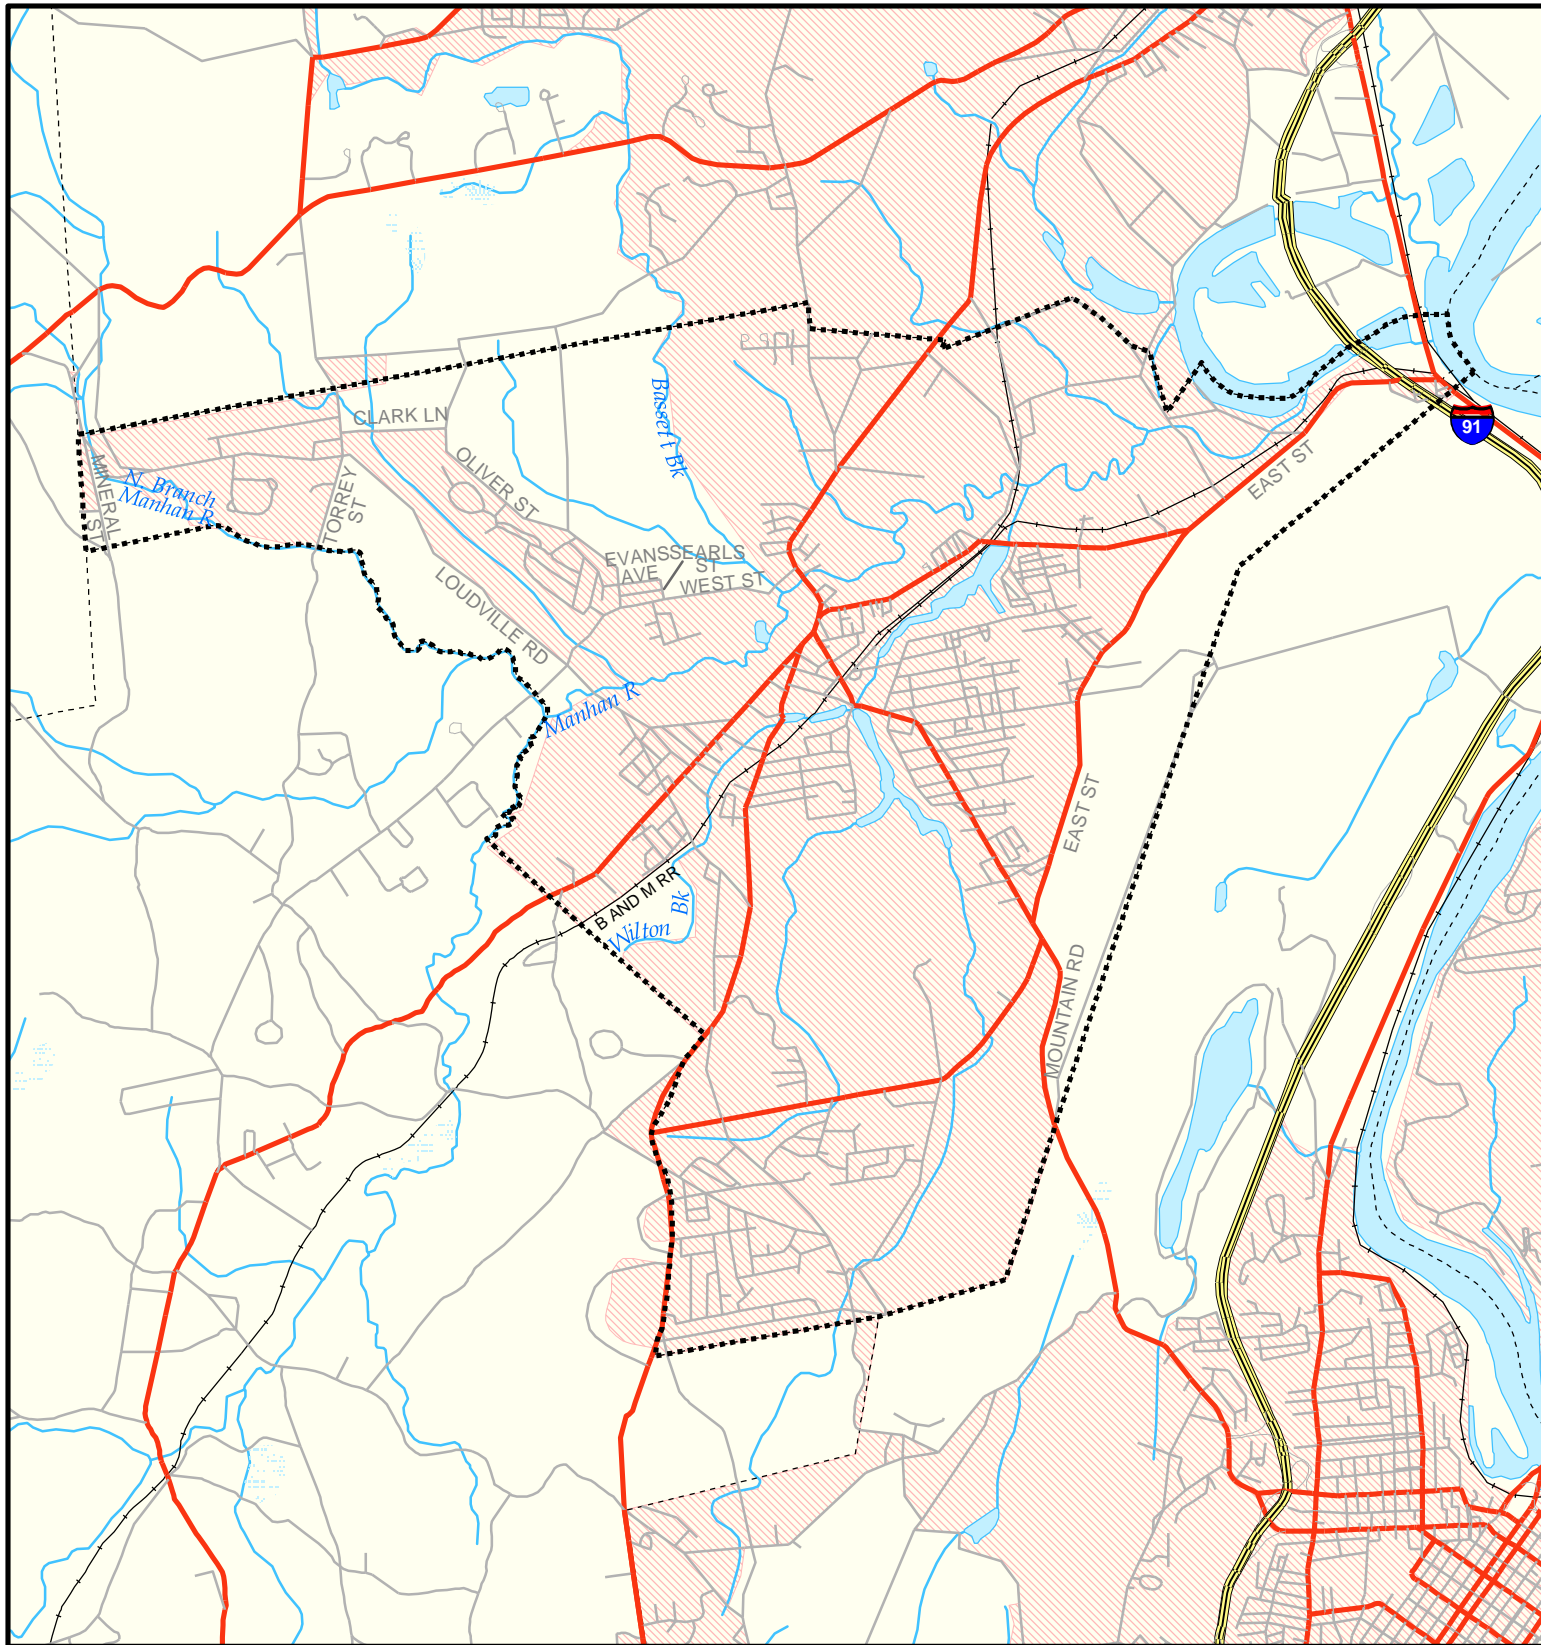 CLARK LN
Bassett Bk
91
OLIVER ST
EAST ST
MINERAL
ST
N. Branch
Manhan R
TORREY
ST
EVANS
AVE
SEARLS
ST
WEST ST
LOUDVILLE RD
Manhan R
EAST ST
B AND M RR
Wilton
Bk
MOUNTAIN RD